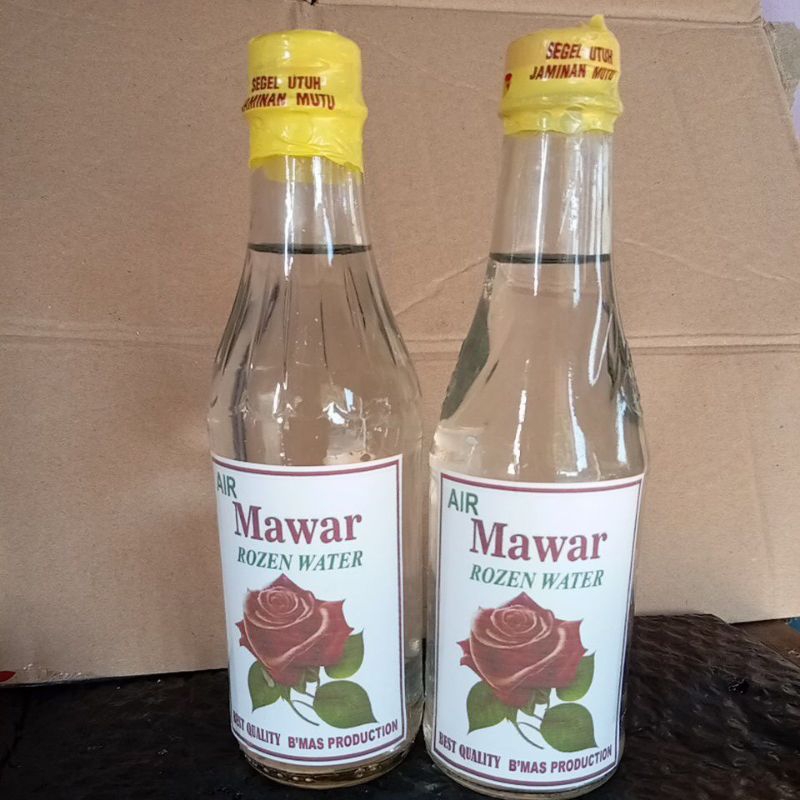 SEGEL UTUH
JAMINAN MUTU
AIR
Mawar
ROZEN WATER
BEST QUALITY B'MAS PRODUCTION
SEGEL UTUH
JAMINAN MUTU
AIR
Mawar
ROZEN WATER
BEST QUALITY B'MAS PRODUCTION